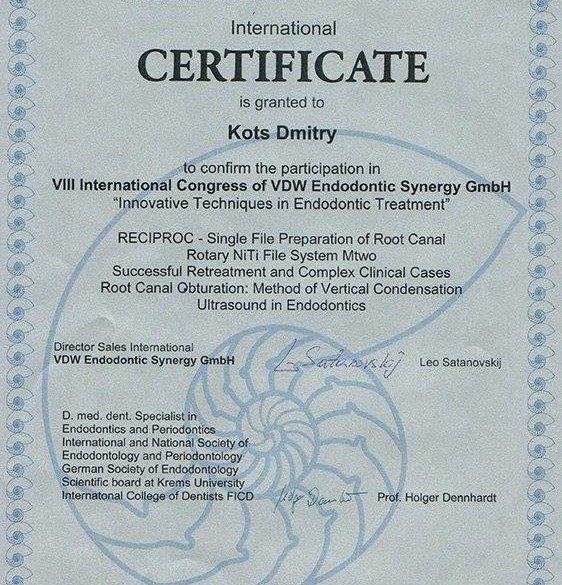 International
CERTIFICATE
is granted to
Kots Dmitry
to confirm the participation in
VIII International Congress of VDW Endodontic Synergy GmbH
"Innovative Techniques in Endodontic Treatment"
RECIPROC - Single File Preparation of Root Canal
Rotary NiTi File System Mtwo
Successful Retreatment and Complex Clinical Cases
Root Canal Obturation: Method of Vertical Condensation
Ultrasound in Endodontics
Director Sales International
VDW Endodontic Synergy GmbH
L Satanovskij
Leo Satanovskij
D. med. dent. Specialist in
Endodontics and Periodontics
International and National Society of
Endodontology and Periodontology
German Society of Endodontology
Scientific board at Krems University
International College of Dentists FICD
Prof. Holger Dennhardt